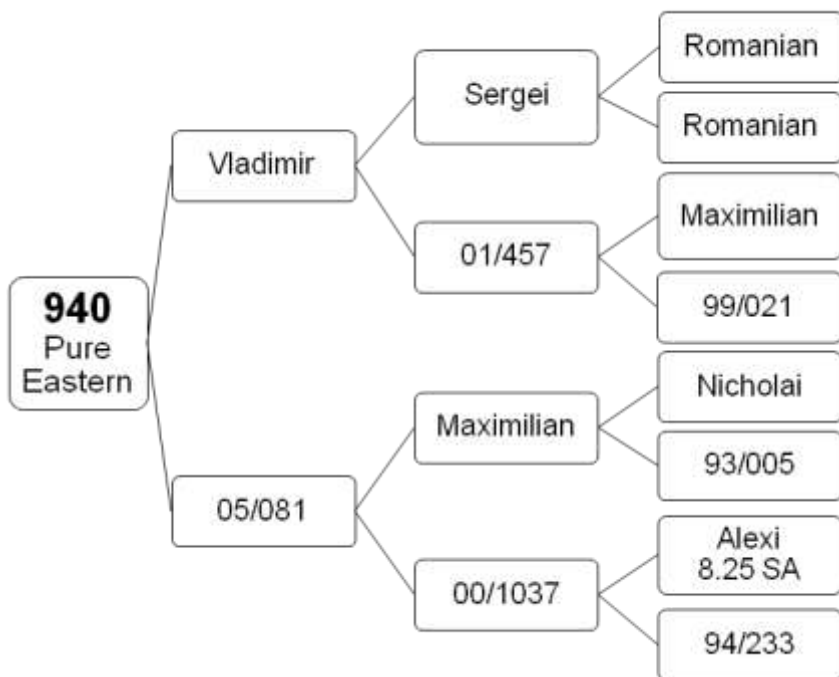 Romanian
Sergei
Romanian
Vladimir
Maximilian
01/457
99/021
940
Pure
Eastern
Nicholai
Maximilian
93/005
05/081
Alexi
8.25 SA
00/1037
94/233